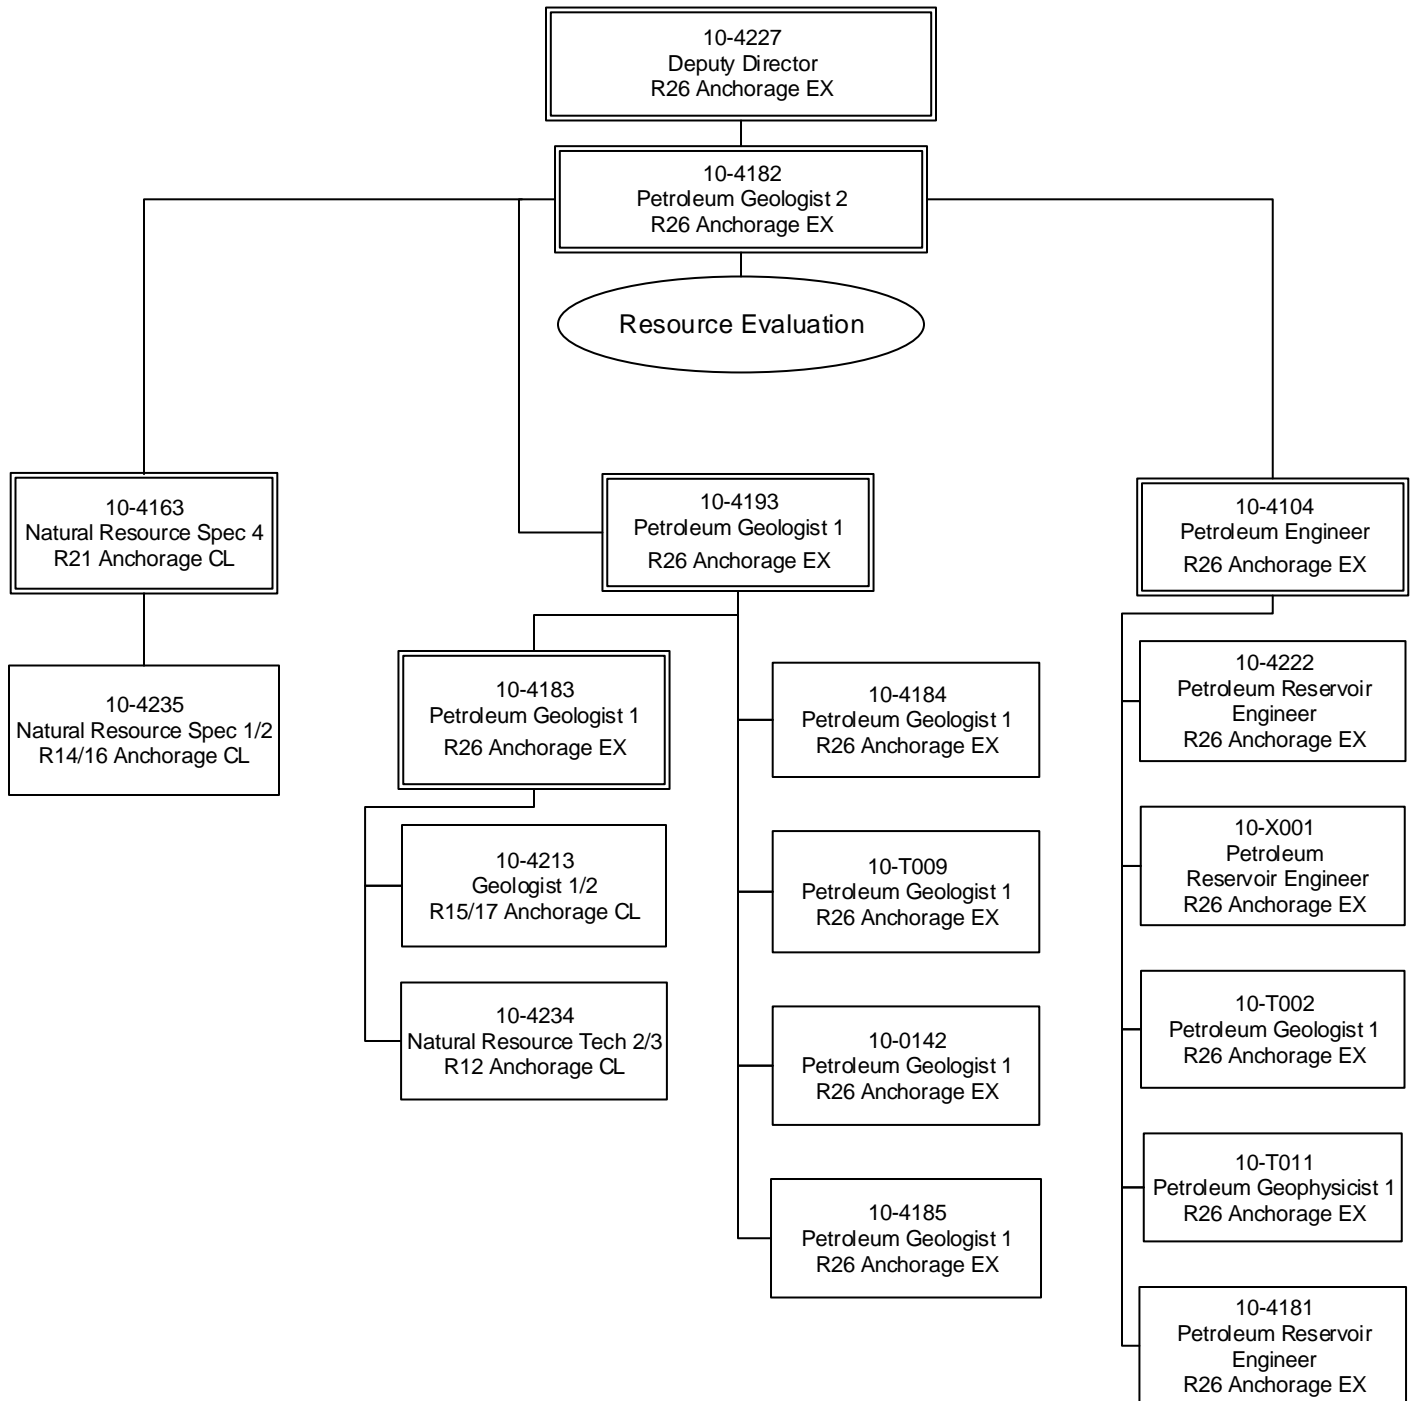 10-4227
Deputy Director
R26 Anchorage EX
10-4182
Petroleum Geologist 2
R26 Anchorage EX
Resource Evaluation
10-4163
Natural Resource Spec 4
R21 Anchorage CL
10-4235
Natural Resource Spec 1/2
R14/16 Anchorage CL
10-4193
Petroleum Geologist 1
R26 Anchorage EX
10-4183
Petroleum Geologist 1
R26 Anchorage EX
10-4213
Geologist 1/2
R15/17 Anchorage CL
10-4234
Natural Resource Tech 2/3
R12 Anchorage CL
10-4184
Petroleum Geologist 1
R26 Anchorage EX
10-T009
Petroleum Geologist 1
R26 Anchorage EX
10-0142
Petroleum Geologist 1
R26 Anchorage EX
10-4185
Petroleum Geologist 1
R26 Anchorage EX
10-4104
Petroleum Engineer
R26 Anchorage EX
10-4222
Petroleum Reservoir
Engineer
R26 Anchorage EX
10-X001
Petroleum
Reservoir Engineer
R26 Anchorage EX
10-T002
Petroleum Geologist 1
R26 Anchorage EX
10-T011
Petroleum Geophysicist 1
R26 Anchorage EX
10-4181
Petroleum Reservoir
Engineer
R26 Anchorage EX